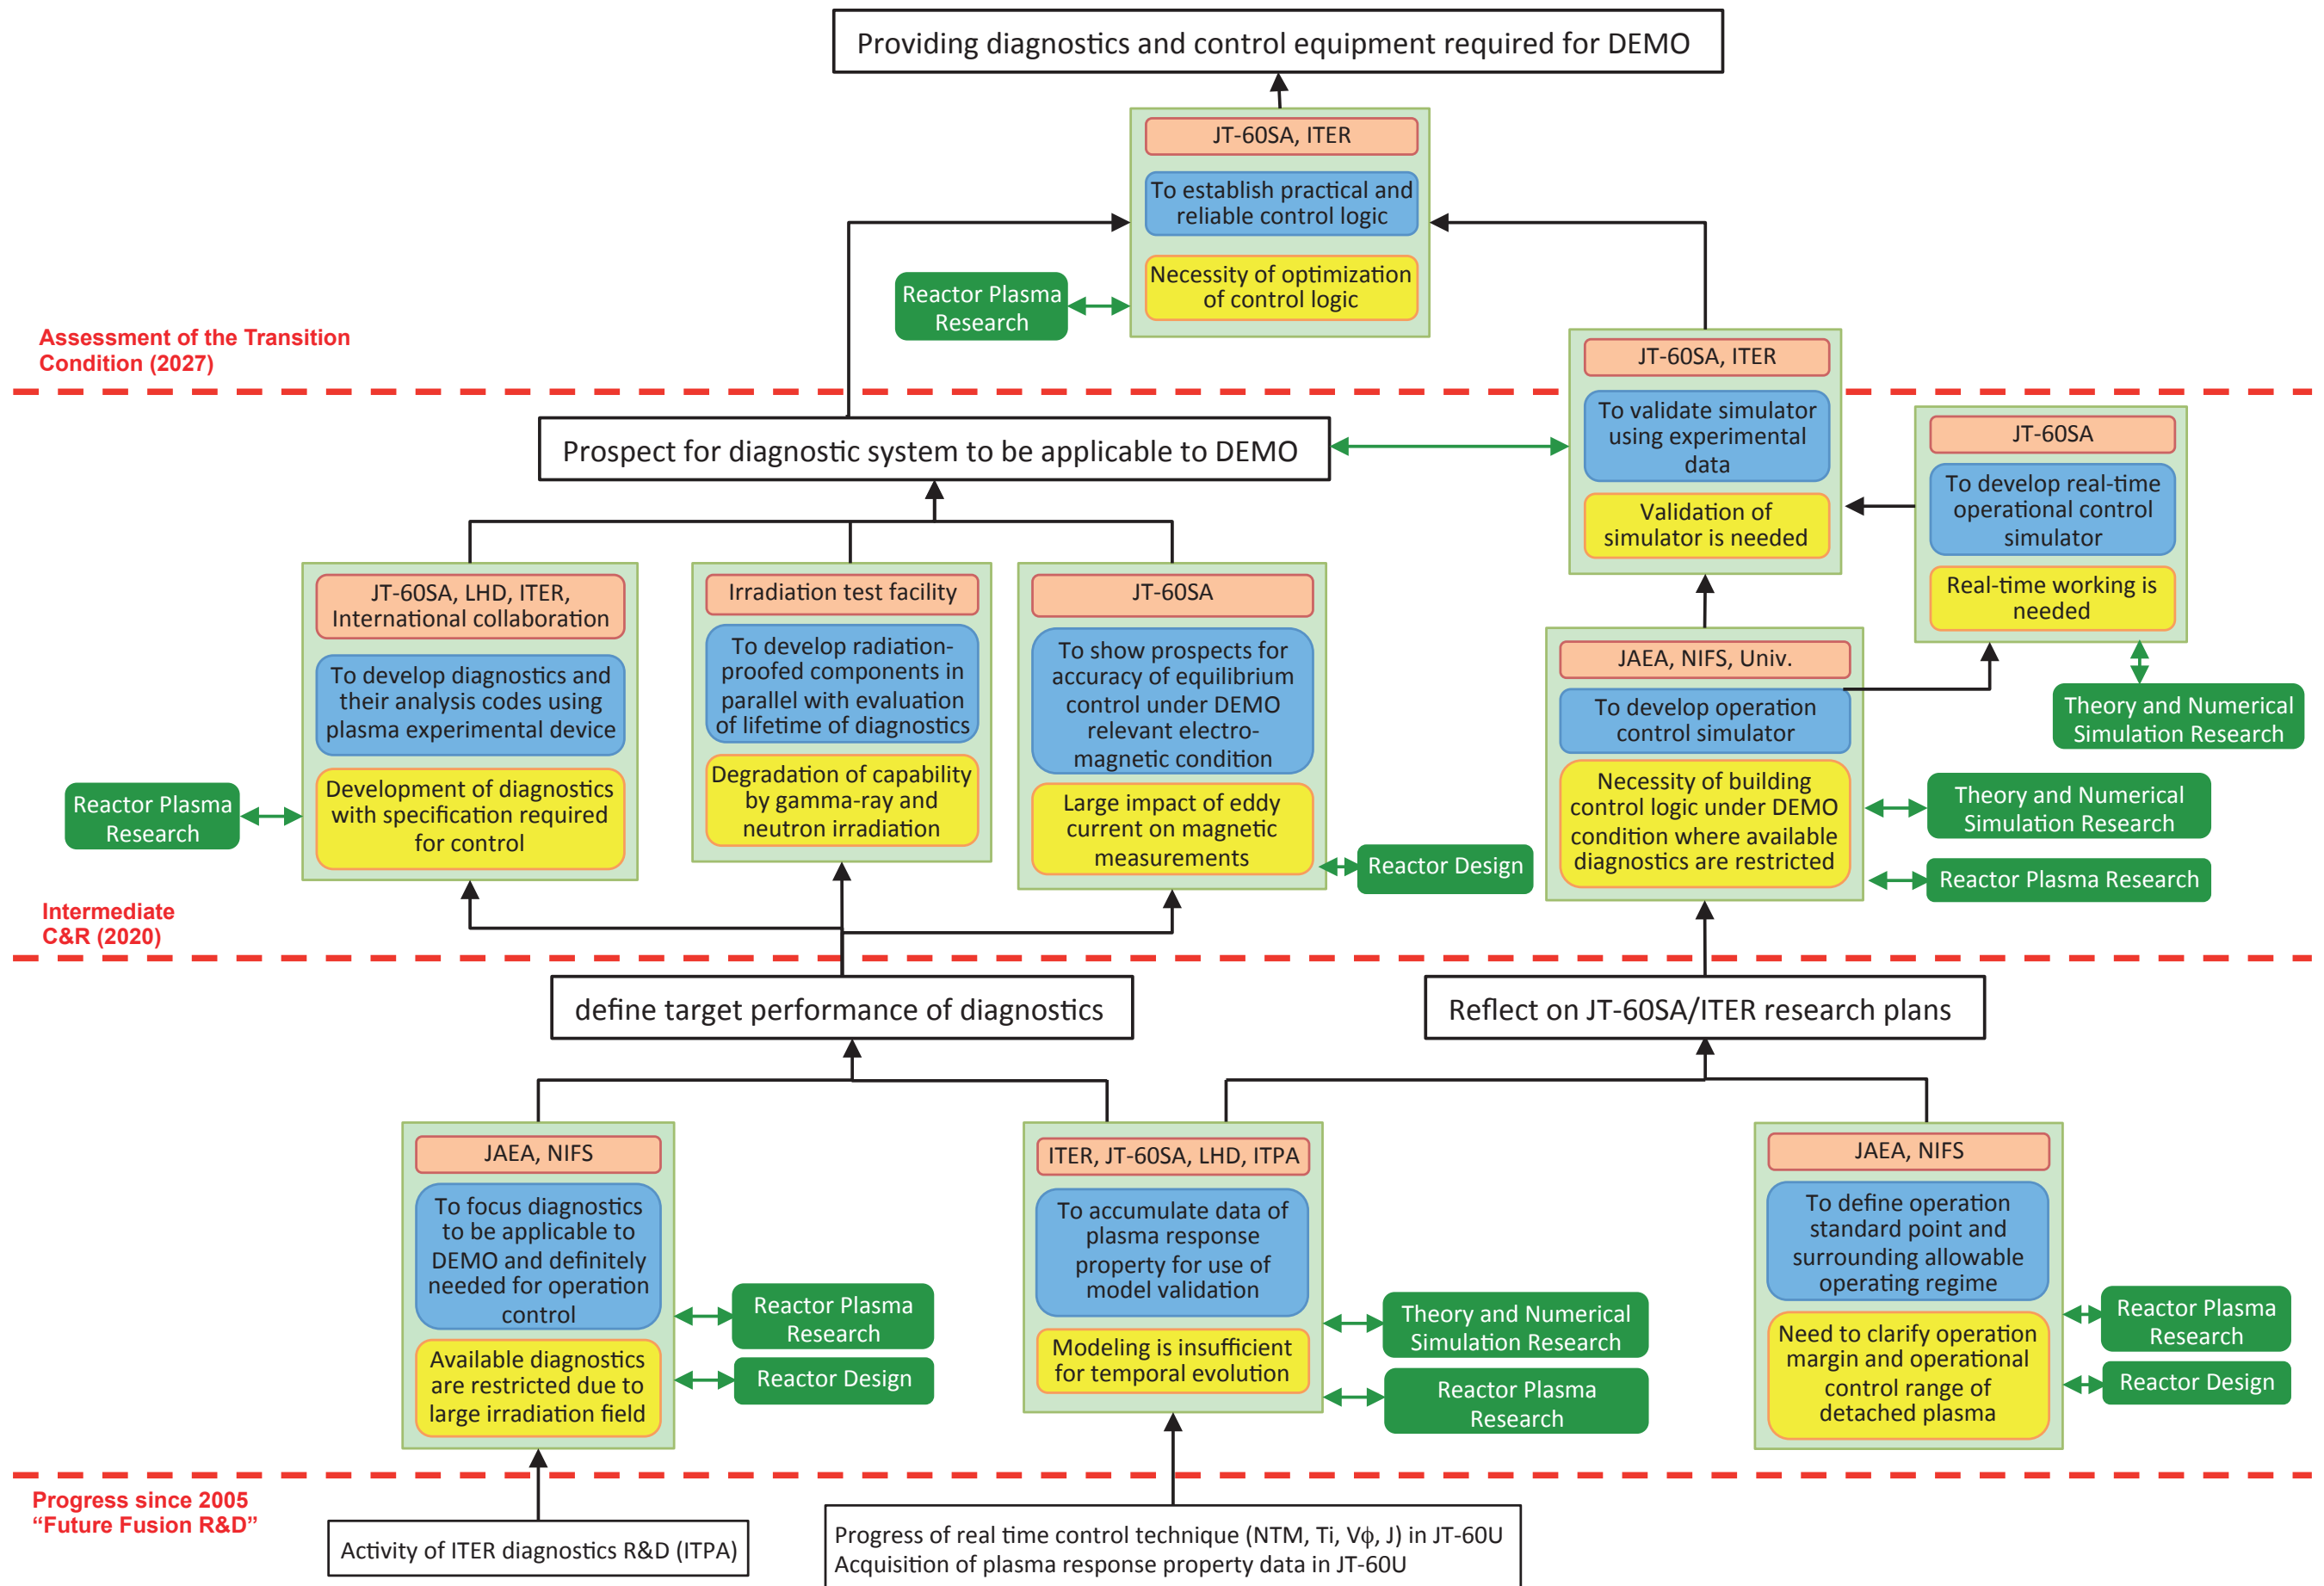 Providing diagnostics and control equipment required for DEMO
JT-60SA, ITER
To establish practical and
reliable control logic
Necessity of optimization
of control logic
Reactor Plasma
Research
Assessment of the Transition
Condition (2027)
JT-60SA, ITER
To validate simulator
using experimental
data
Validation of
simulator is needed
Prospect for diagnostic system to be applicable to DEMO
JT-60SA
To develop real-time
operational control
simulator
Real-time working is
needed
Theory and Numerical
Simulation Research
JT-60SA, LHD, ITER,
International collaboration
To develop diagnostics and
their analysis codes using
plasma experimental device
Development of diagnostics
with specification required
for control
Reactor Plasma
Research
Irradiation test facility
To develop radiation-
proofed components in
parallel with evaluation
of lifetime of diagnostics
Degradation of capability
by gamma-ray and
neutron irradiation
JT-60SA
To show prospects for
accuracy of equilibrium
control under DEMO
relevant electro-
magnetic condition
Large impact of eddy
current on magnetic
measurements
Reactor Design
JAEA, NIFS, Univ.
To develop operation
control simulator
Necessity of building
control logic under DEMO
condition where available
diagnostics are restricted
Theory and Numerical
Simulation Research
Reactor Plasma Research
Intermediate
C&R (2020)
define target performance of diagnostics
Reflect on JT-60SA/ITER research plans
JAEA, NIFS
To focus diagnostics
to be applicable to
DEMO and definitely
needed for operation
control
Available diagnostics
are restricted due to
large irradiation field
Reactor Plasma
Research
Reactor Design
ITER, JT-60SA, LHD, ITPA
To accumulate data of
plasma response
property for use of
model validation
Modeling is insufficient
for temporal evolution
Theory and Numerical
Simulation Research
Reactor Plasma
Research
JAEA, NIFS
To define operation
standard point and
surrounding allowable
operating regime
Need to clarify operation
margin and operational
control range of
detached plasma
Reactor Plasma
Research
Reactor Design
Progress since 2005
“Future Fusion R&D”
Activity of ITER diagnostics R&D (ITPA)
Progress of real time control technique (NTM, Ti, Vϕ, J) in JT-60U
Acquisition of plasma response property data in JT-60U